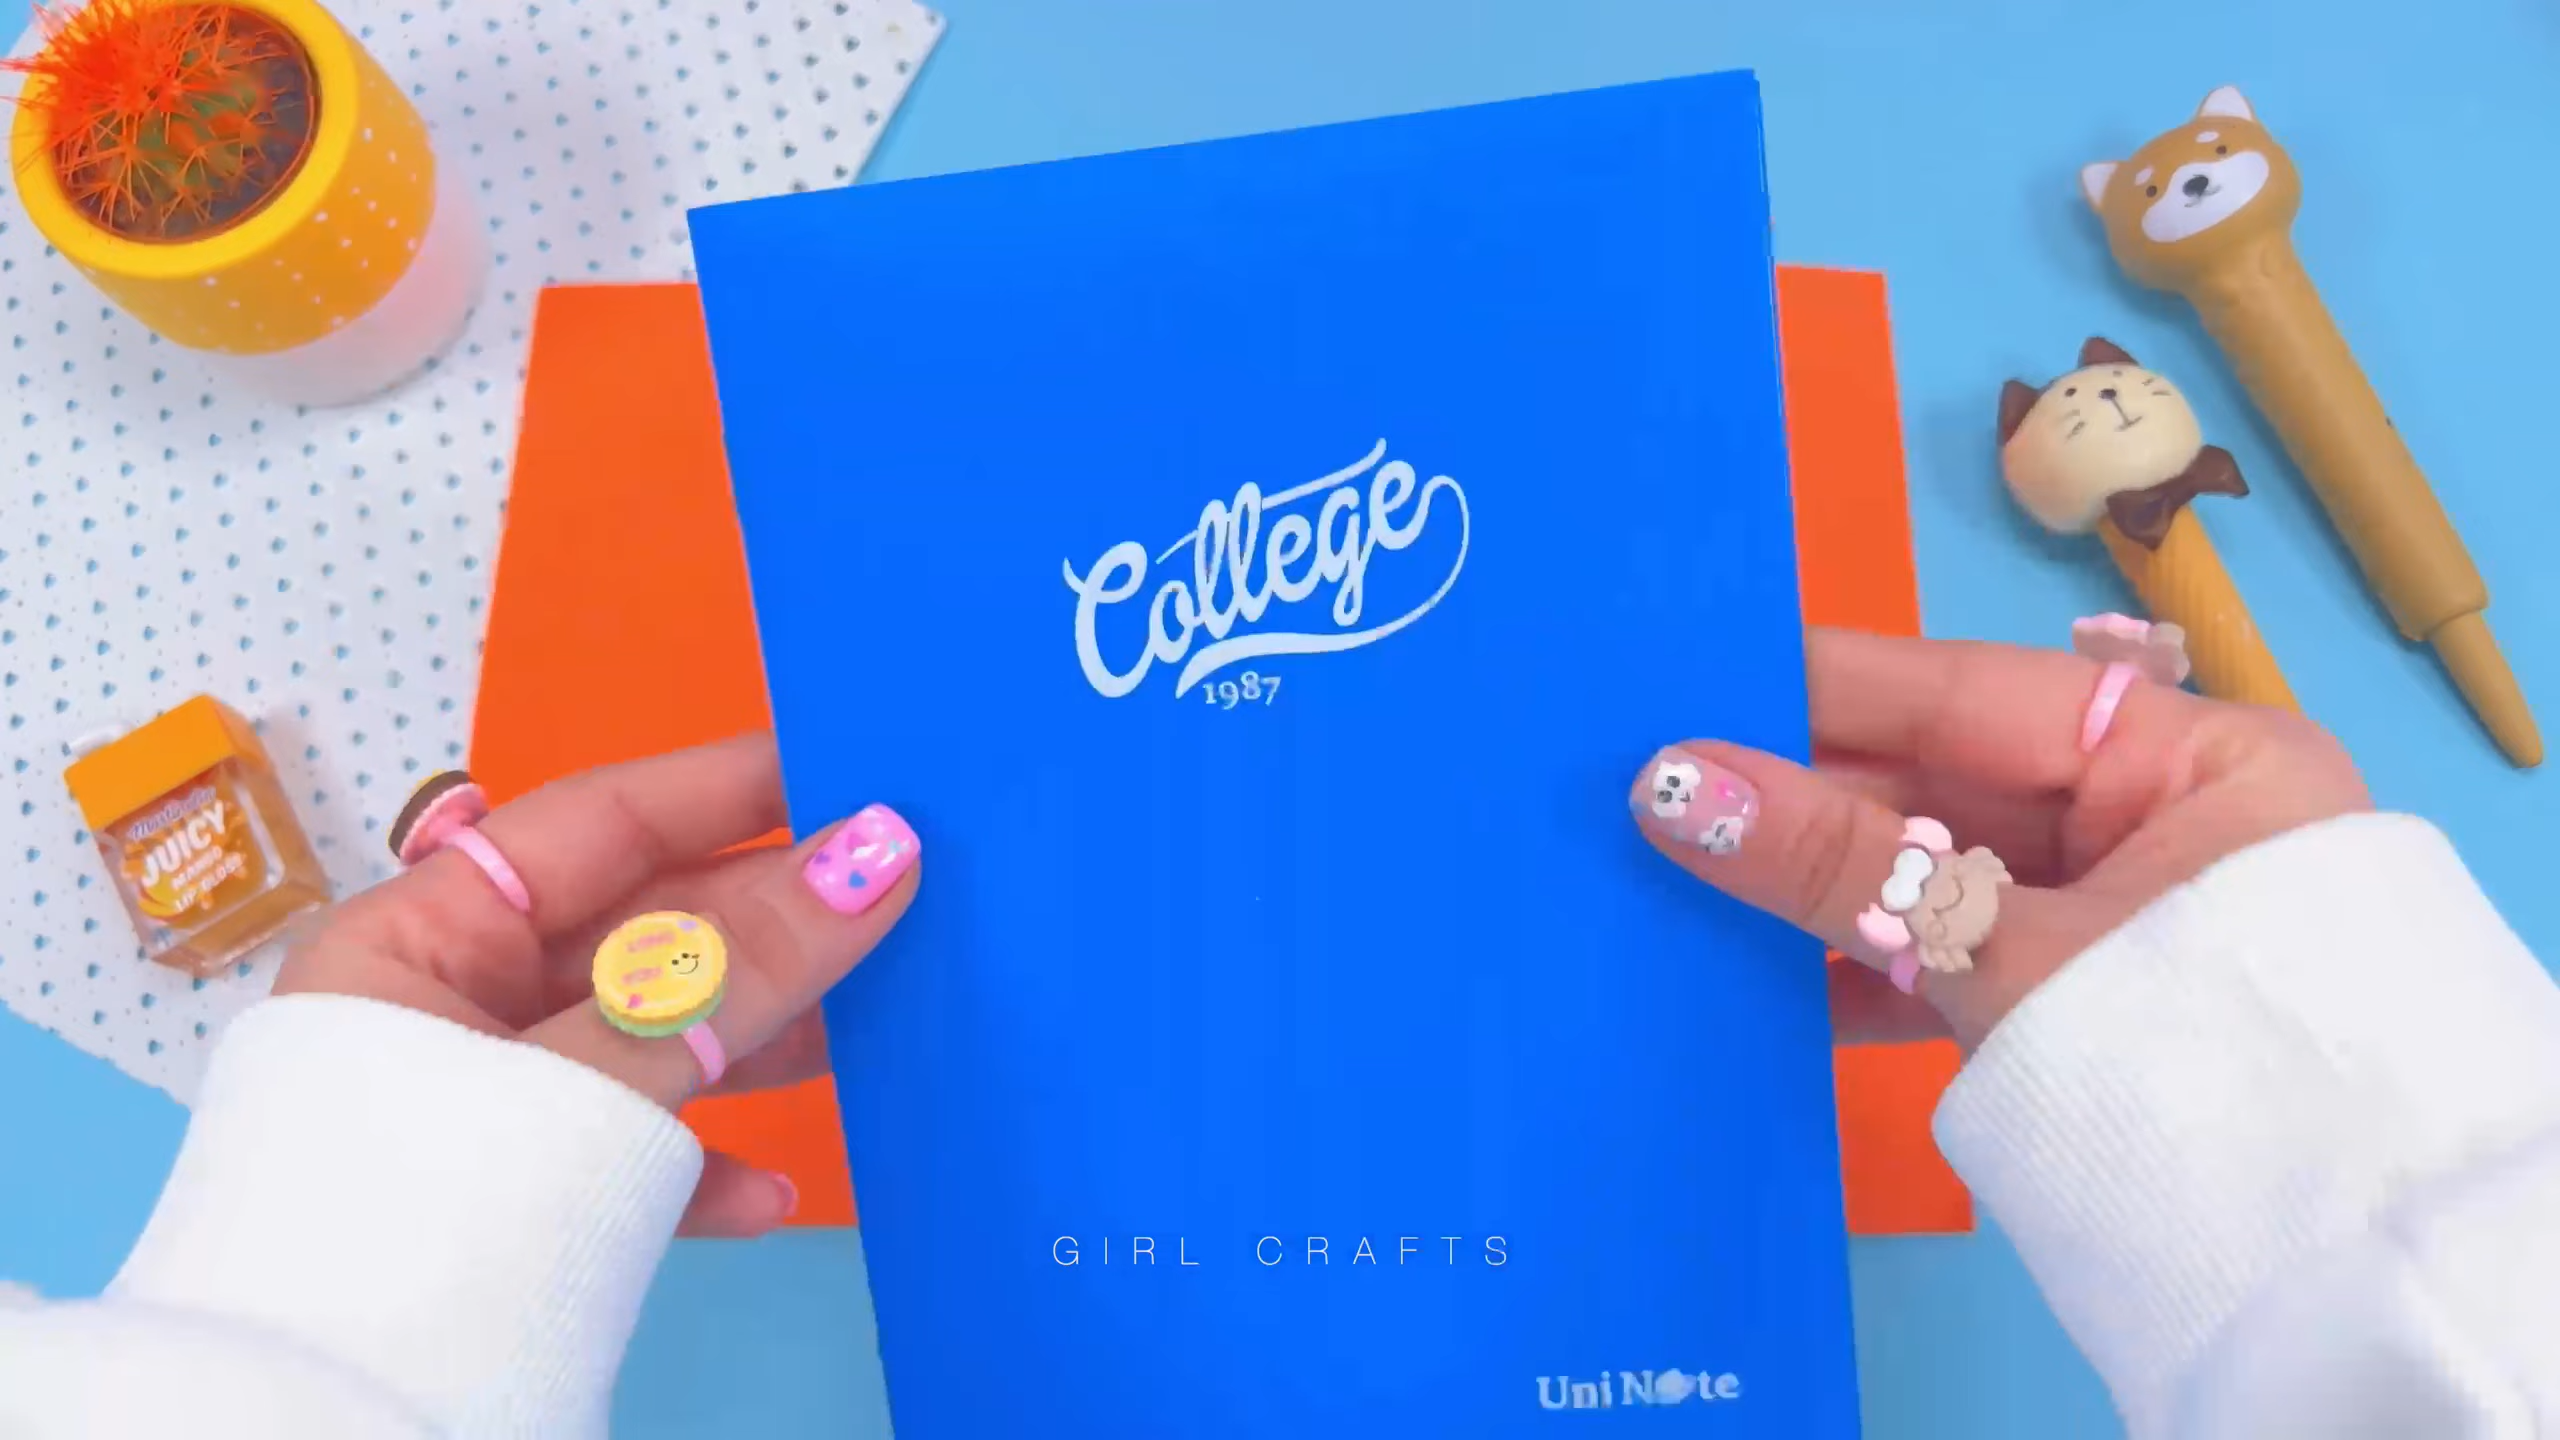 College
1987
JUICY
MANGO
LIP GLOSS
GIRL CRAFTS
Uni Note